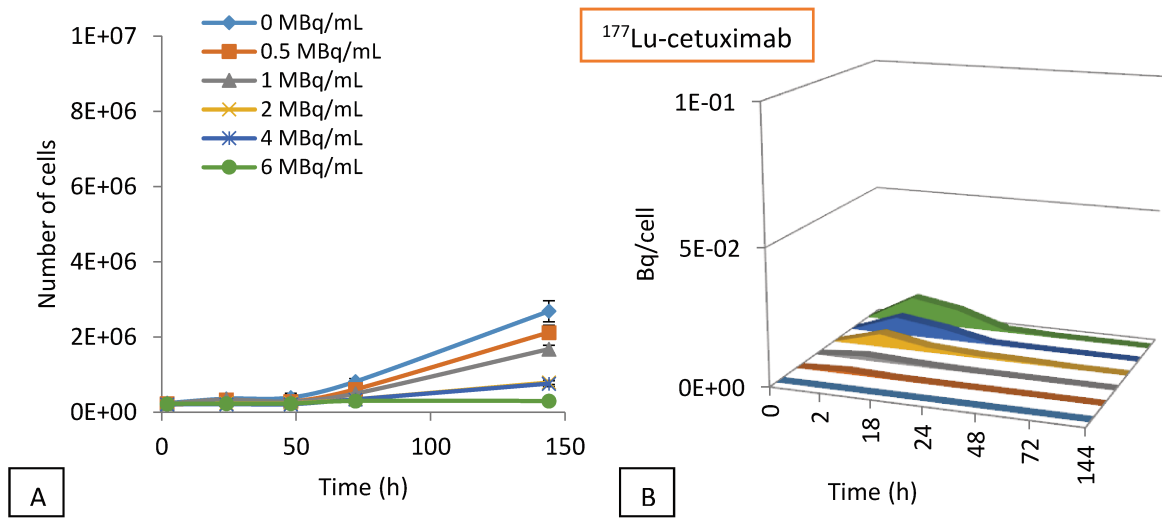 0 MBq/mL
0.5 MBq/mL
1 MBq/mL
2 MBq/mL
4 MBq/mL
6 MBq/mL
1E+07
8E+06
6E+06
4E+06
2E+06
0E+00
Number of cells
0
50
100
150
Time (h)
A
¹⁷⁷Lu-cetuximab
1E-01
5E-02
0E+00
Bq/cell
0
2
18
24
48
72
144
Time (h)
B